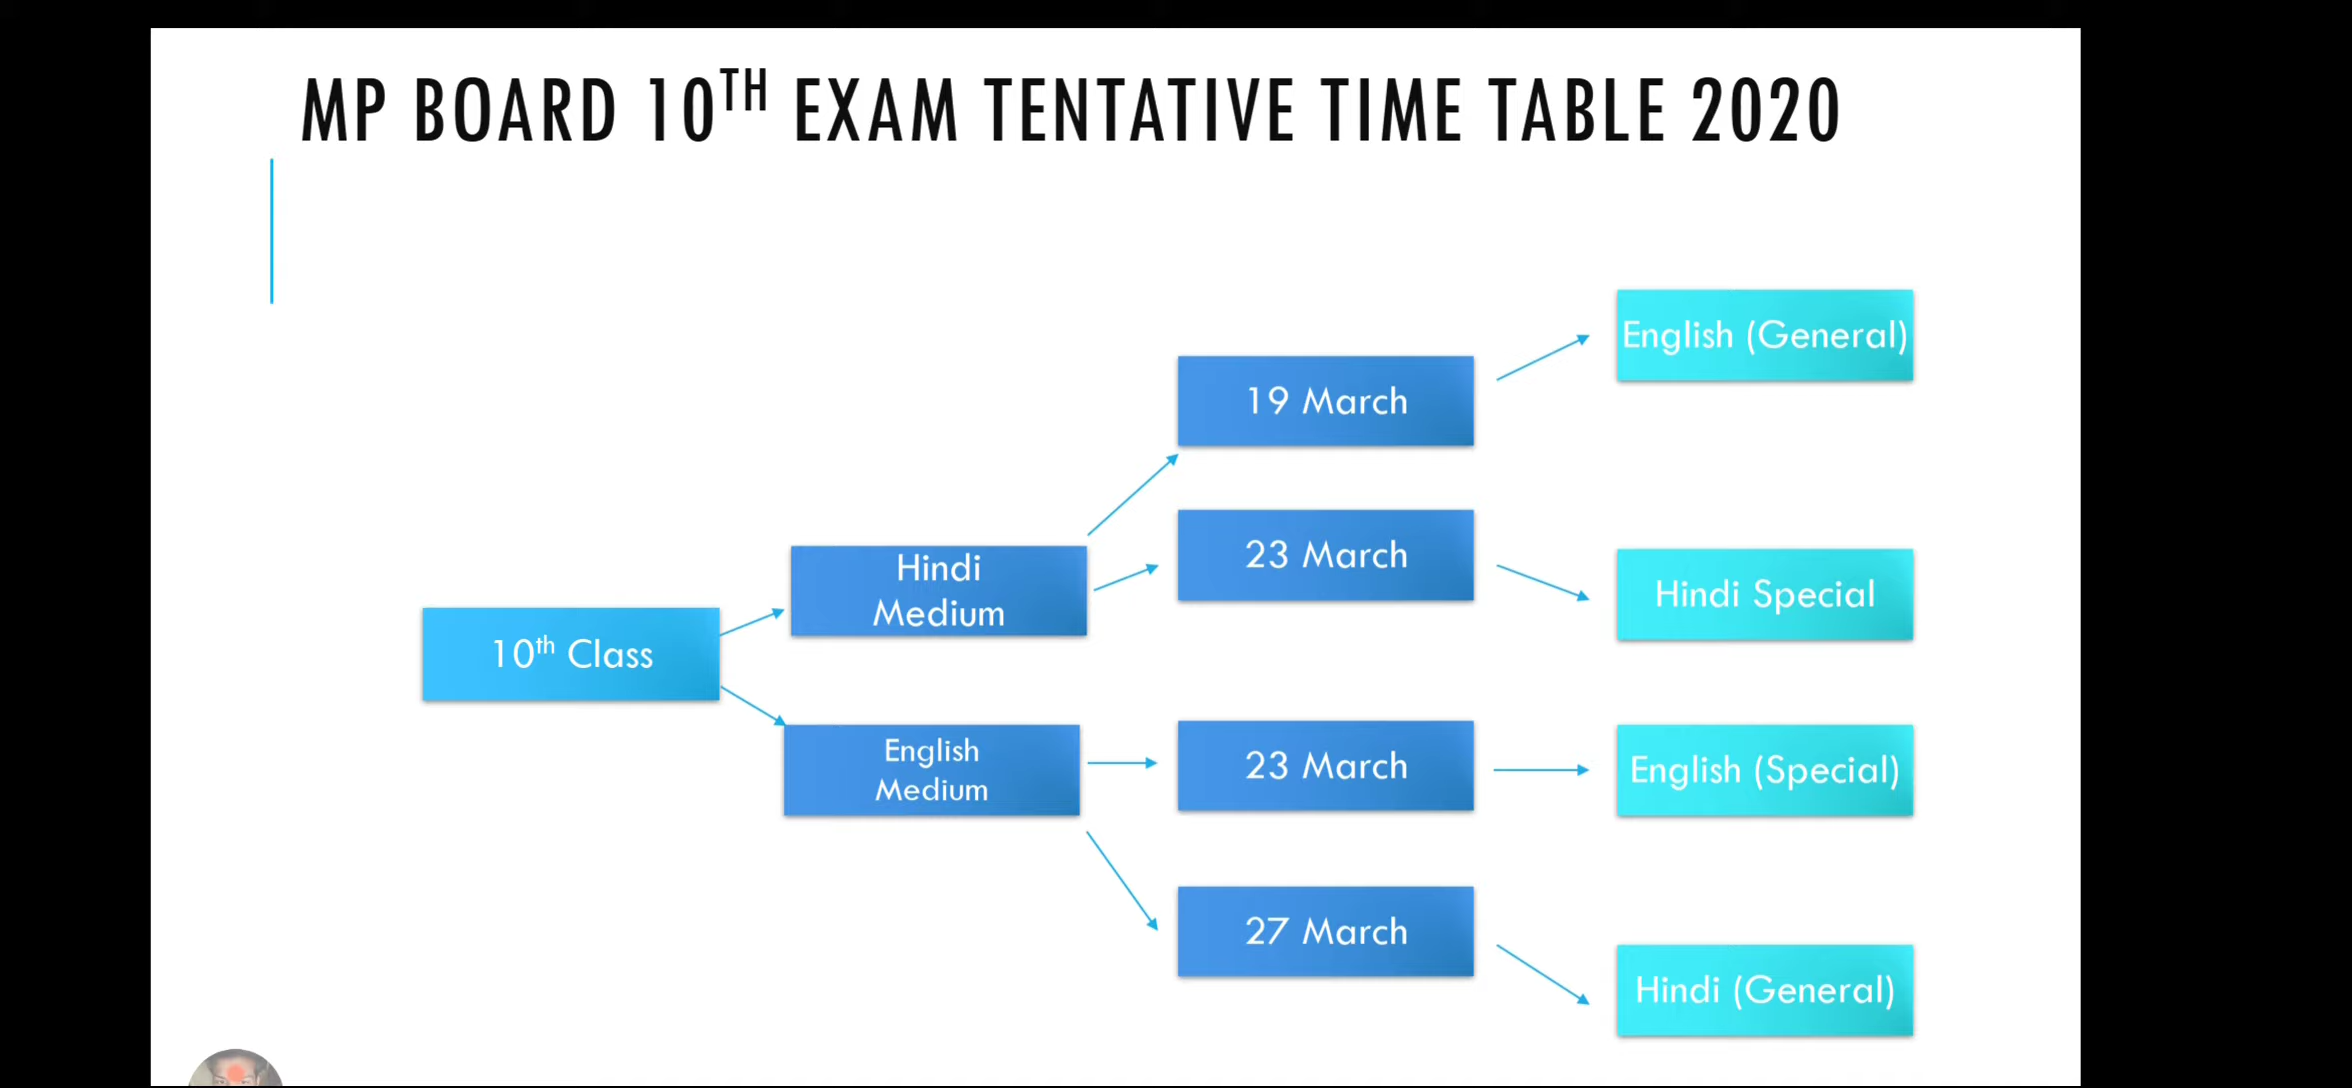 MP BOARD 10TH EXAM TENTATIVE TIME TABLE 2020
English (General)
19 March
23 March
Hindi
Medium
Hindi Special
10th Class
English
Medium
23 March
English (Special)
27 March
Hindi (General)